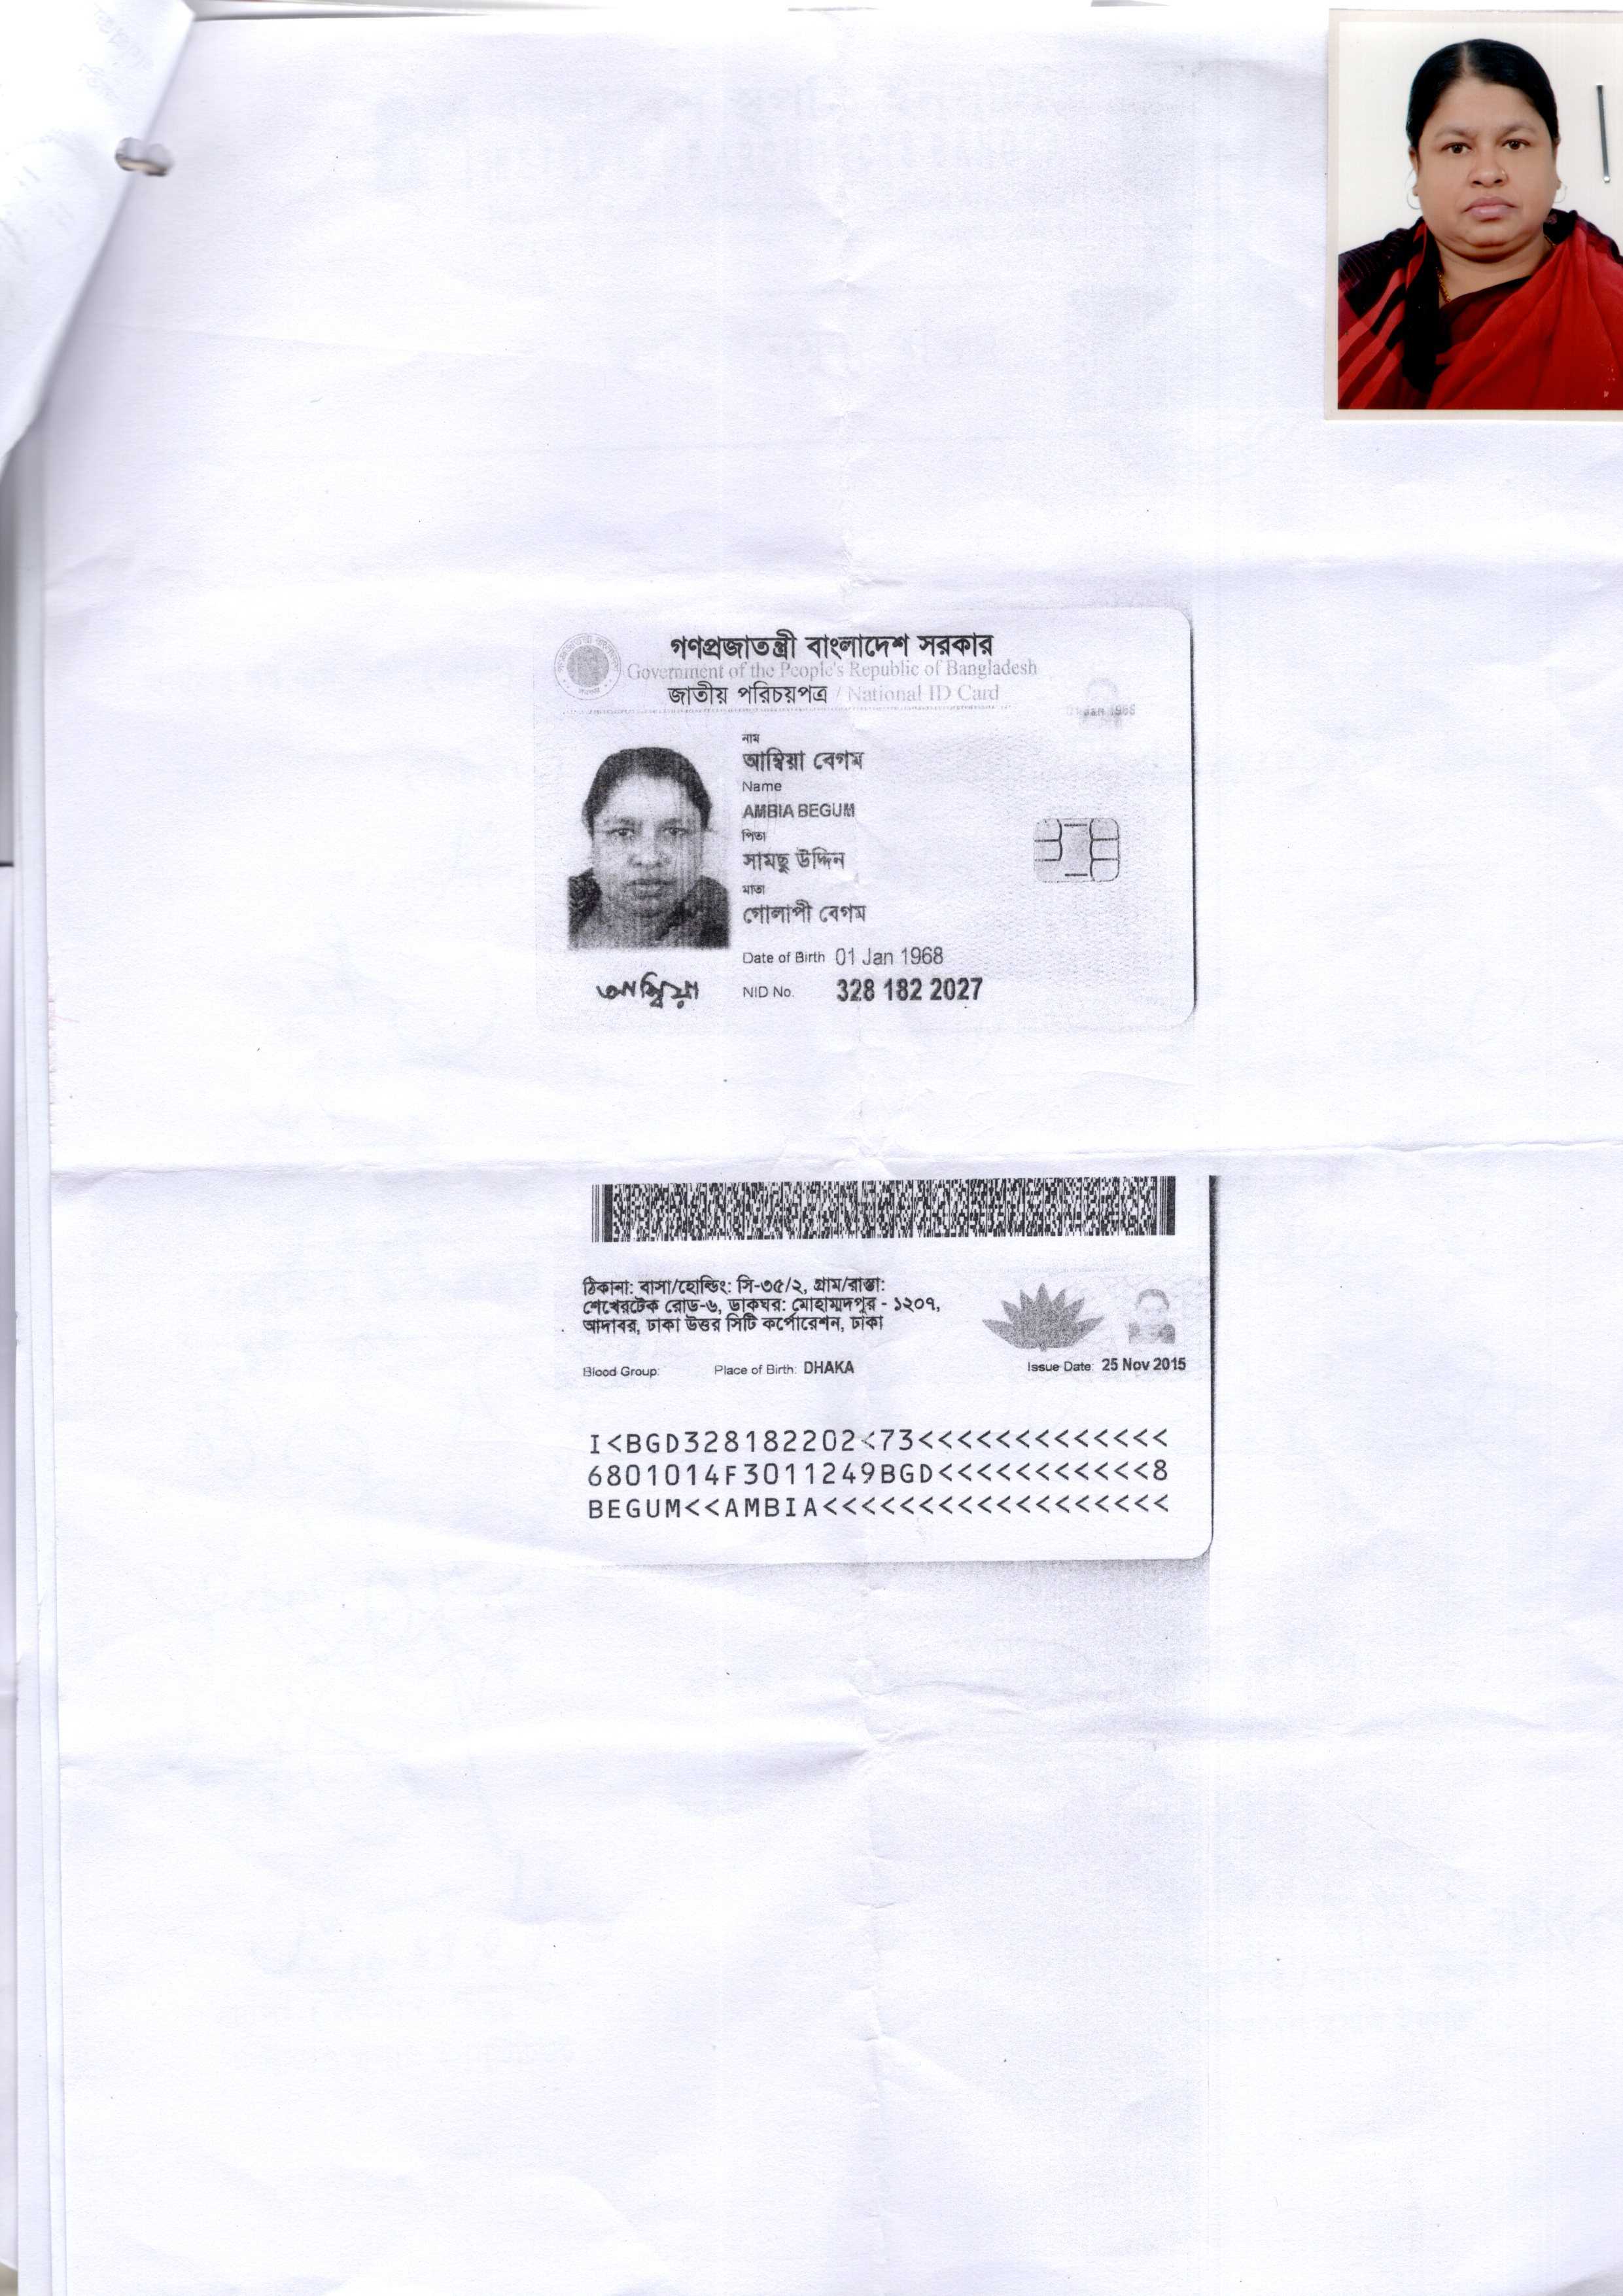 গণপ্রজাতন্ত্রী বাংলাদেশ সরকার
Government of the People's Republic of Bangladesh
জাতীয় পরিচয়পত্র / National ID Card
নাম
আম্বিয়া বেগম
Name
AMBIA BEGUM
পিতা
সামছু উদ্দিন
মাতা
গোলাপী বেগম
Date of Birth 01 Jan 1968
আম্বিয়া
NID No. 328 182 2027
ঠিকানা: বাসা/হোল্ডিং: সি-৩৫/২, গ্রাম/রাস্তা:
শেখেরটেক রোড-৬, ডাকঘর: মোহাম্মদপুর - ১২০৭,
আদাবর, ঢাকা উত্তর সিটি কর্পোরেশন, ঢাকা
Blood Group: Place of Birth: DHAKA Issue Date: 25 Nov 2015
I<BGD328182202<73<<<<<<<<<<<<<
6801014F3011249BGD<<<<<<<<<<<8
BEGUM<<AMBIA<<<<<<<<<<<<<<<<<<